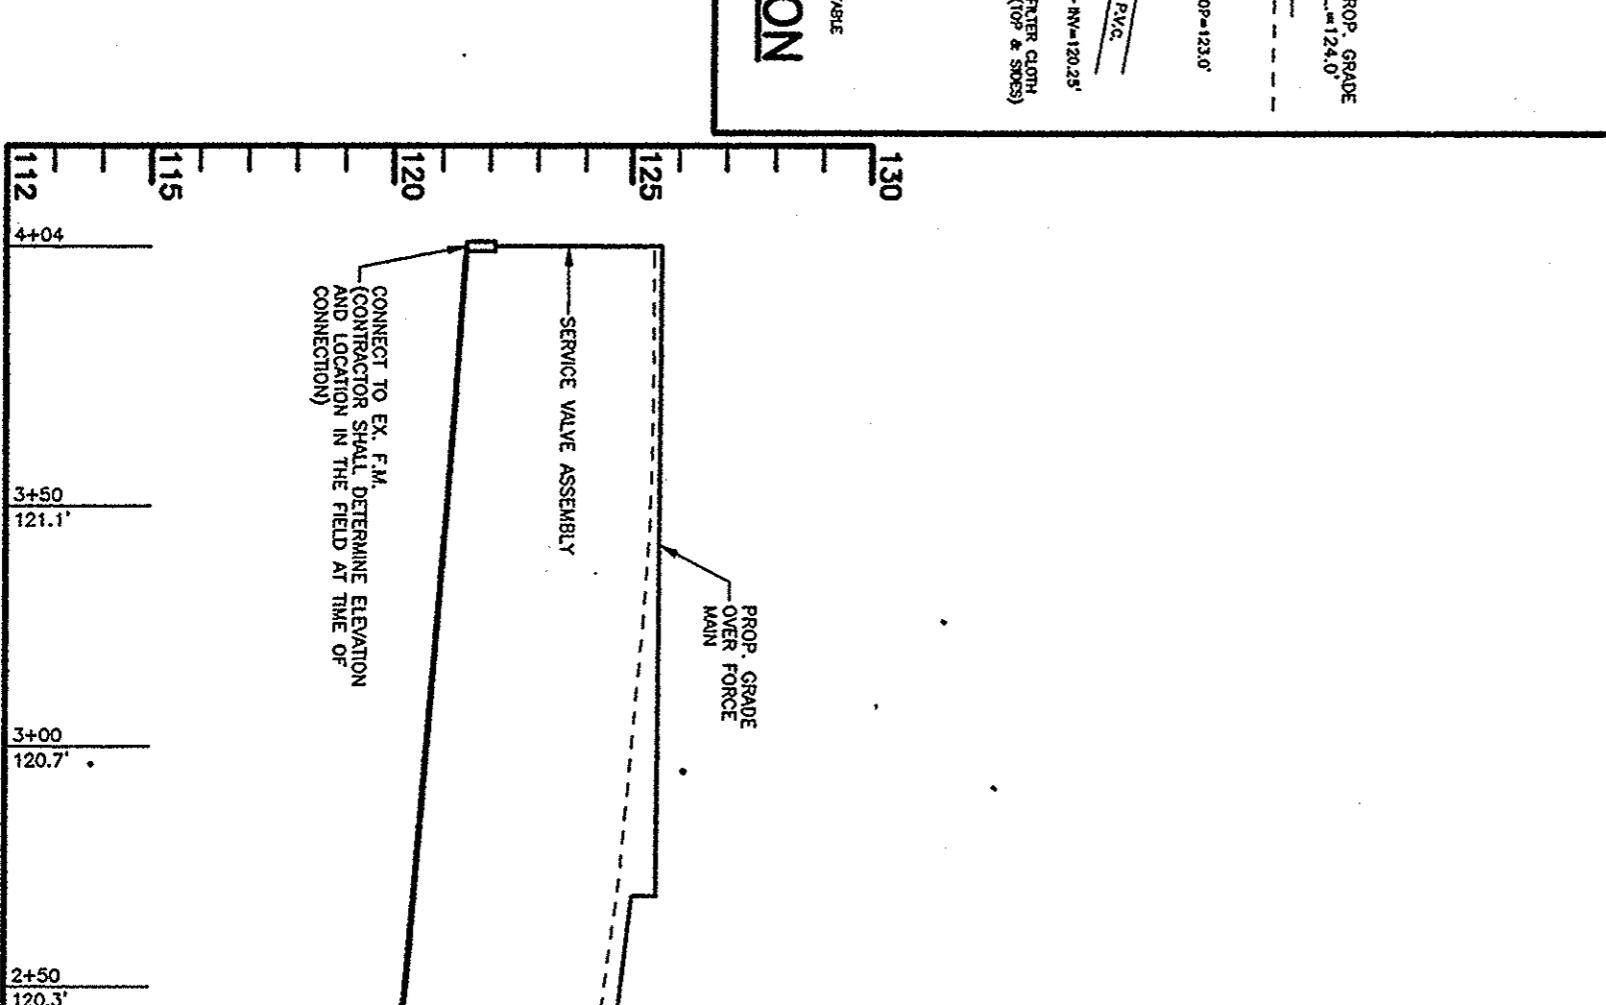 PROP. GRADE
=124.0'
OP=123.0'
P.V.C.
INV=120.25'
FILTER CLOTH
(TOP & SIDES)
ON
112
115
120
125
130
4+04
CONNECT TO EX. F.M.
(CONTRACTOR SHALL DETERMINE ELEVATION
AND LOCATION IN THE FIELD AT TIME OF
CONNECTION)
SERVICE VALVE ASSEMBLY
PROP. GRADE
OVER FORCE
MAIN
3+50
121.1'
3+00
120.7'
2+50
120.3'